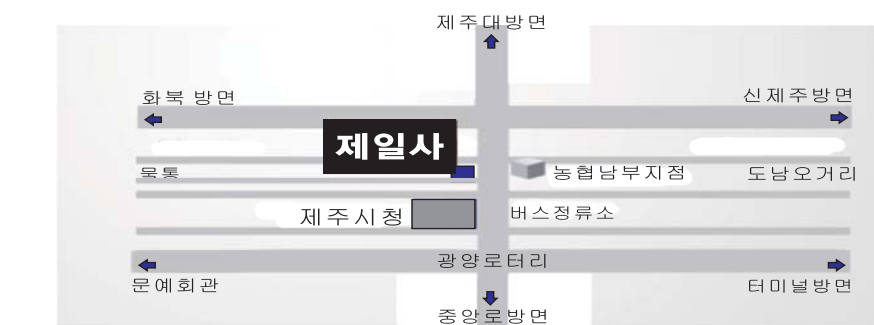 제주대방면
화북 방면
신제주방면
제일사
묵통
농협남부지점
도남오거리
제주시청
버스정류소
광양로터리
문예회관
터미널방면
중앙로방면